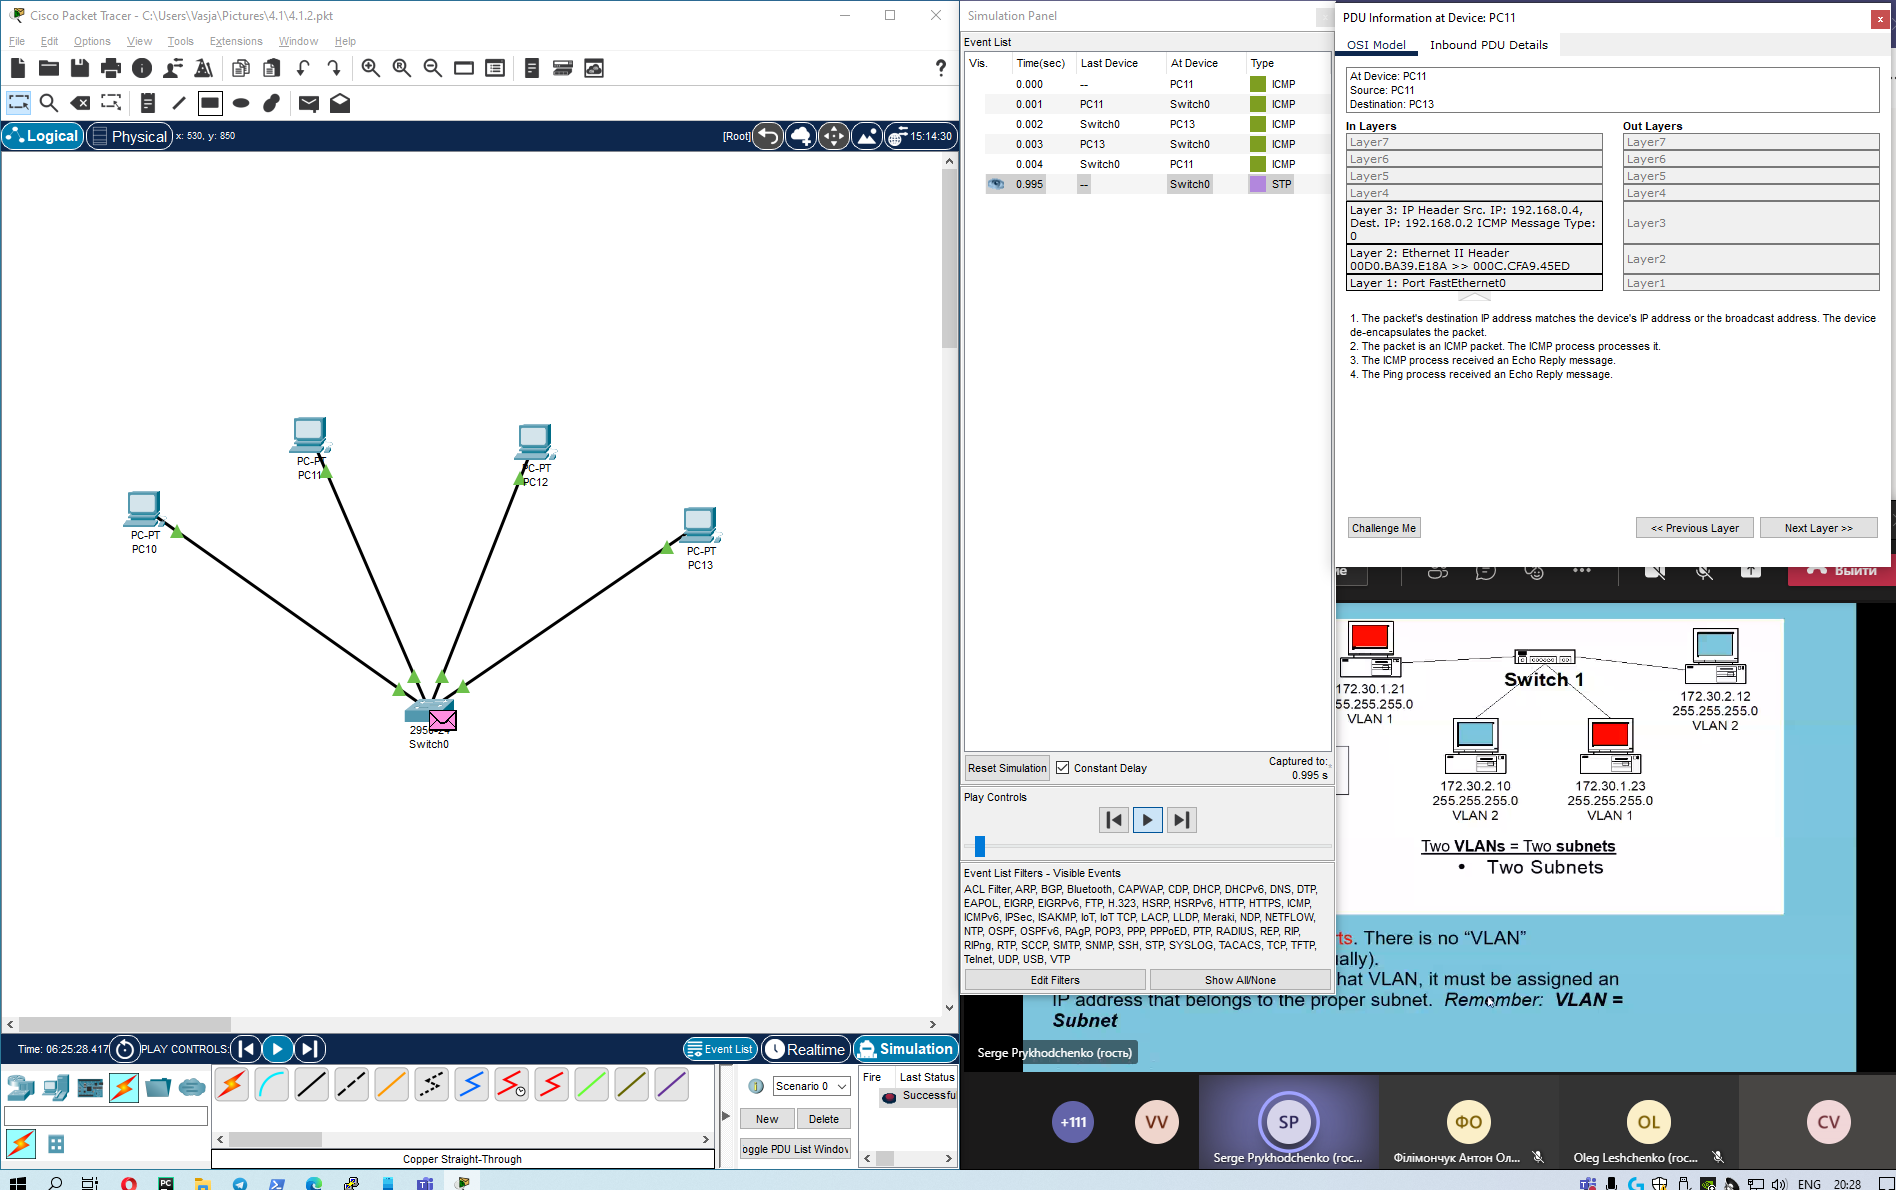 Cisco Packet Tracer - C:\Users\Vasja\Pictures\4.1\4.1.2.pkt
File Edit Options View Tools Extensions Window Help
Logical Physical x: 530, y: 850 [Root] 15:14:30
PC-PT
PC11
PC-PT
PC12
PC-PT
PC10
PC-PT
PC13
2950-24
Switch0
Time: 06:25:28.417 PLAY CONTROLS: Event List Realtime Simulation
Scenario 0
New Delete
oggle PDU List Window
Fire Last Status
Successfu
Copper Straight-Through
Simulation Panel
Event List
Vis. Time(sec) Last Device At Device Type
0.000 -- PC11 ICMP
0.001 PC11 Switch0 ICMP
0.002 Switch0 PC13 ICMP
0.003 PC13 Switch0 ICMP
0.004 Switch0 PC11 ICMP
0.995 -- Switch0 STP
Reset Simulation Constant Delay Captured to:
0.995 s
Play Controls
Event List Filters - Visible Events
ACL Filter, ARP, BGP, Bluetooth, CAPWAP, CDP, DHCP, DHCPv6, DNS, DTP,
EAPOL, EIGRP, EIGRPv6, FTP, H.323, HSRP, HSRPv6, HTTP, HTTPS, ICMP,
ICMPv6, IPSec, ISAKMP, IoT, IoT TCP, LACP, LLDP, Meraki, NDP, NETFLOW,
NTP, OSPF, OSPFv6, PAgP, POP3, PPP, PPPoED, PTP, RADIUS, REP, RIP,
RIPng, RTP, SCCP, SMTP, SNMP, SSH, STP, SYSLOG, TACACS, TCP, TFTP,
Telnet, UDP, USB, VTP
Edit Filters Show All/None
PDU Information at Device: PC11
OSI Model Inbound PDU Details
At Device: PC11
Source: PC11
Destination: PC13
In Layers Out Layers
Layer7 Layer7
Layer6 Layer6
Layer5 Layer5
Layer4 Layer4
Layer 3: IP Header Src. IP: 192.168.0.4,
Dest. IP: 192.168.0.2 ICMP Message Type:
0
Layer3
Layer 2: Ethernet II Header
00D0.BA39.E18A >> 000C.CFA9.45ED
Layer2
Layer 1: Port FastEthernet0 Layer1
1. The packet's destination IP address matches the device's IP address or the broadcast address. The device
de-encapsulates the packet.
2. The packet is an ICMP packet. The ICMP process processes it.
3. The ICMP process received an Echo Reply message.
4. The Ping process received an Echo Reply message.
Challenge Me << Previous Layer Next Layer >>
Выйти
172.30.1.21
55.255.255.0
VLAN 1
Switch 1
172.30.2.12
255.255.255.0
VLAN 2
172.30.2.10
255.255.255.0
VLAN 2
172.30.1.23
255.255.255.0
VLAN 1
Two VLANs = Two subnets
• Two Subnets
ts. There is no “VLAN”
ally).
hat VLAN, it must be assigned an
IP address that belongs to the proper subnet. Remember: VLAN =
Subnet
Serge Prykhodchenko (гость)
+111 VV SP ФО OL CV
Serge Prykhodchenko (гос... Філімончук Антон Ол... Oleg Leshchenko (гос...
ENG 20:28